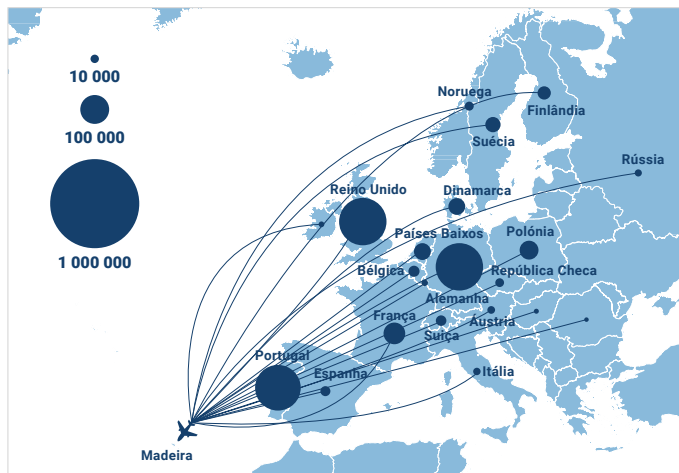 10 000
100 000
1 000 000
Noruega
Finlândia
Suécia
Rússia
Reino Unido
Dinamarca
Países Baixos
Polónia
Bélgica
República Checa
Alemanha
França
Suiça
Áustria
Portugal
Espanha
Itália
Madeira